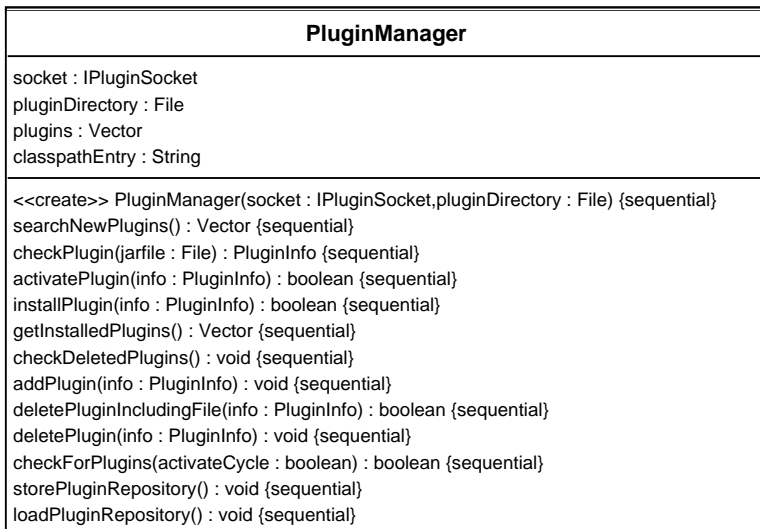 PluginManager
socket : IPluginSocket
pluginDirectory : File
plugins : Vector
classpathEntry : String
<<create>> PluginManager(socket : IPluginSocket,pluginDirectory : File) {sequential}
searchNewPlugins() : Vector {sequential}
checkPlugin(jarfile : File) : PluginInfo {sequential}
activatePlugin(info : PluginInfo) : boolean {sequential}
installPlugin(info : PluginInfo) : boolean {sequential}
getInstalledPlugins() : Vector {sequential}
checkDeletedPlugins() : void {sequential}
addPlugin(info : PluginInfo) : void {sequential}
deletePluginIncludingFile(info : PluginInfo) : boolean {sequential}
deletePlugin(info : PluginInfo) : void {sequential}
checkForPlugins(activateCycle : boolean) : boolean {sequential}
storePluginRepository() : void {sequential}
loadPluginRepository() : void {sequential}